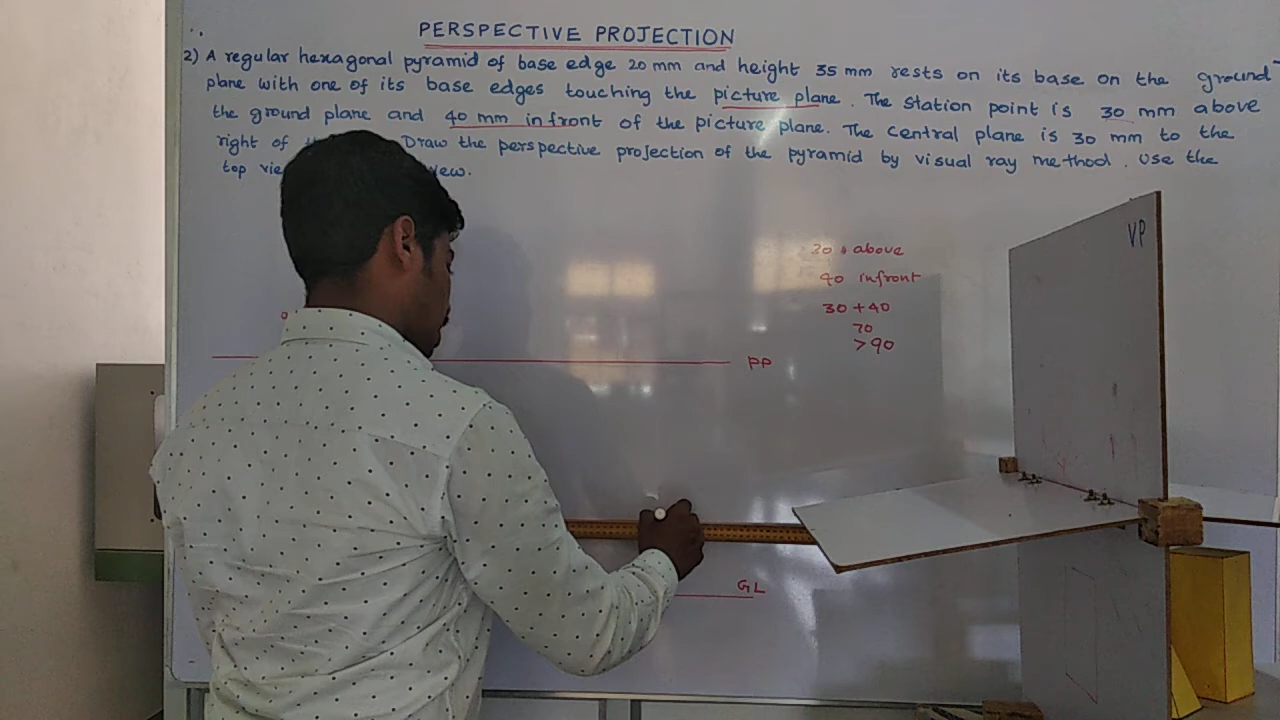 PERSPECTIVE PROJECTION
2) A regular hexagonal pyramid of base edge 20 mm and height 35 mm rests on its base on the ground
plane with one of its base edges touching the picture plane. The station point is 30 mm above
the ground plane and 40 mm infront of the picture plane. The central plane is 30 mm to the
right of Draw the perspective projection of the pyramid by visual ray method. Use the
top
VP
above
40 infront
30 + 40
70
> 90
PP
GL